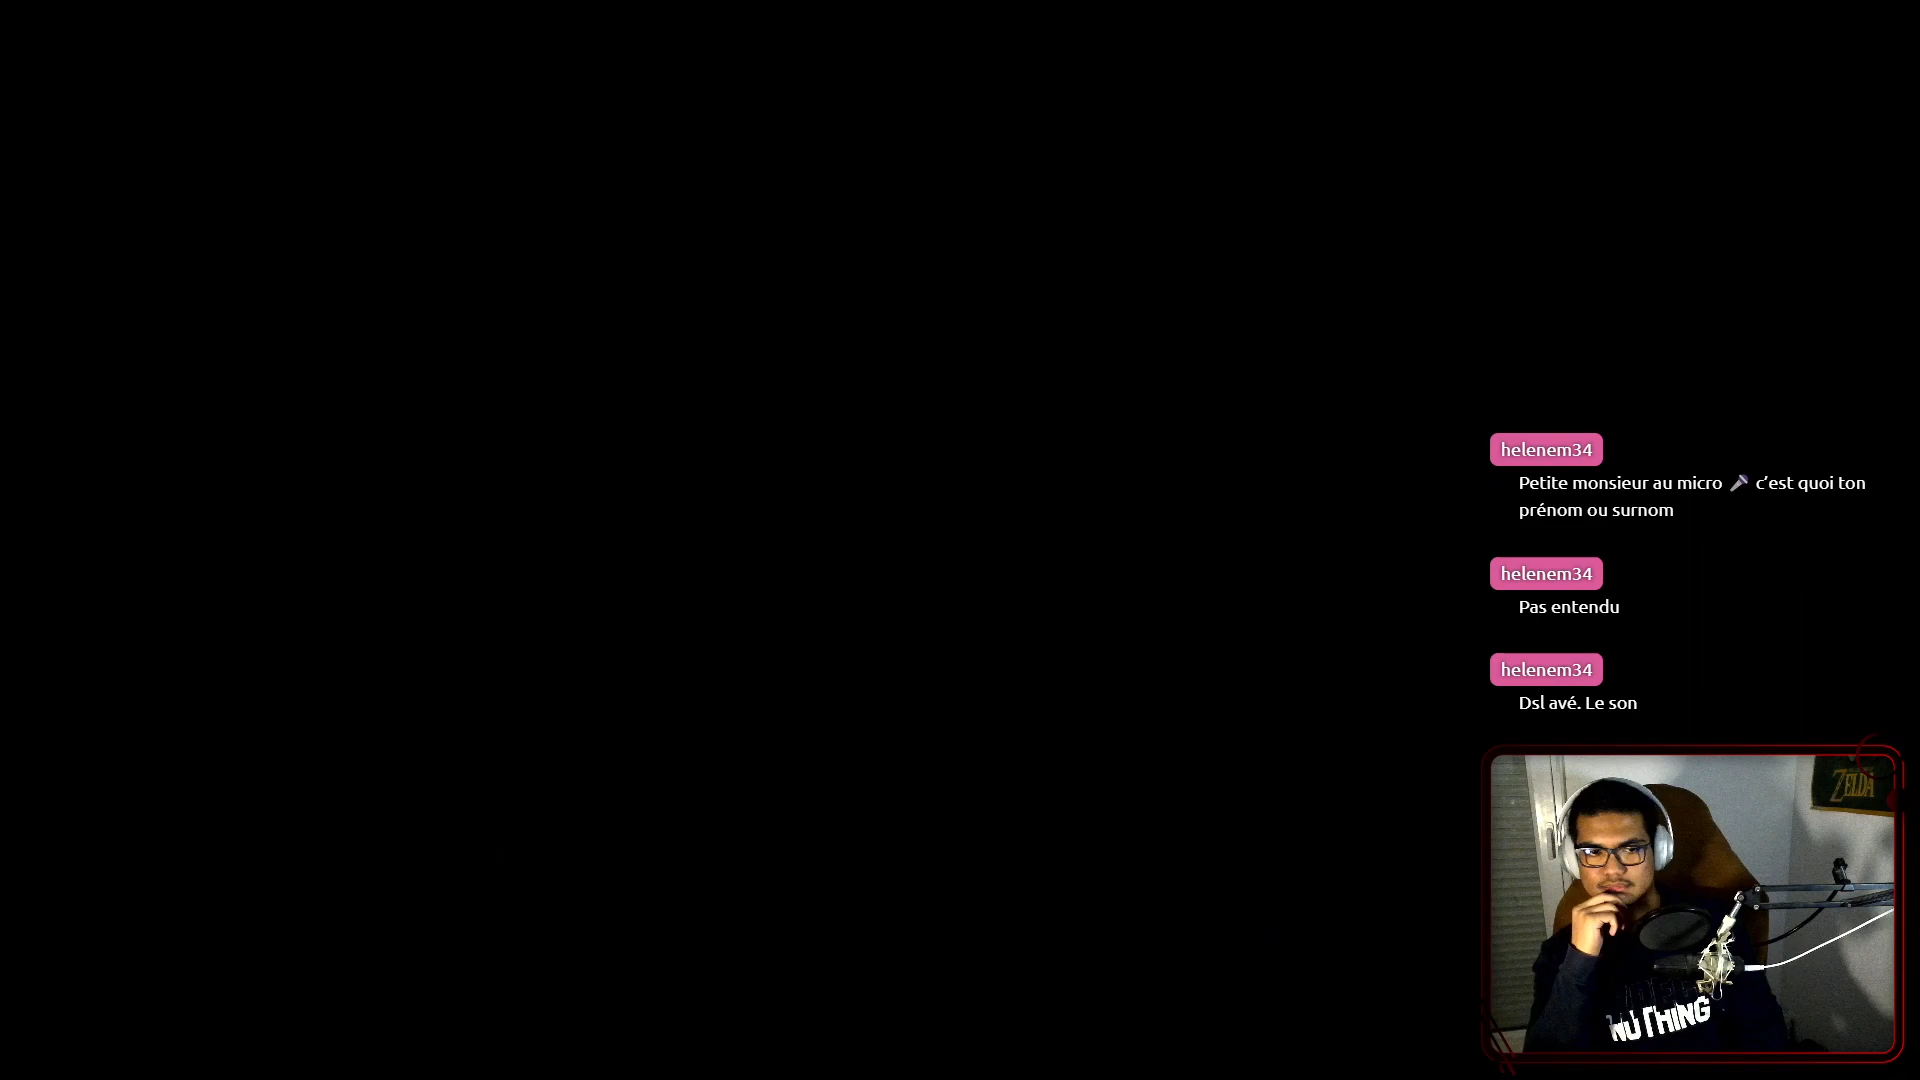 helenem34
Petite monsieur au micro 🎤 c’est quoi ton
prénom ou surnom
helenem34
Pas entendu
helenem34
Dsl avé. Le son
ZELDA
NOTHING